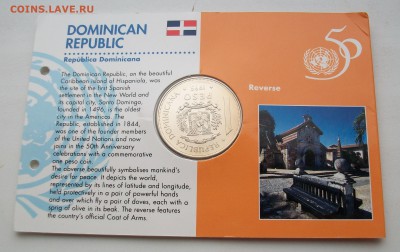 COINS.LAVE.RU
DOMINICAN
REPUBLIC
República Dominicana
The Dominican Republic, on the beautiful
Caribbean island of Hispaniola, was
the site of the first Spanish
settlement in the New World and
its capital city, Santo Domingo,
founded in 1496, is the oldest
city in the Americas. The
Republic, established in 1844,
was one of the founder members
of the United Nations and now
joins in the 50th Anniversary
celebrations with a commemorative
one peso coin.
The obverse beautifully symbolises mankind's
desire for peace. It depicts the world,
represented by its lines of latitude and longitude,
held protectively in a pair of powerful hands
and over which fly a pair of doves, each with a
sprig of olive in its beak. The reverse features
the country's official Coat of Arms.
REPUBLICA DOMINICANA
50
Reverse